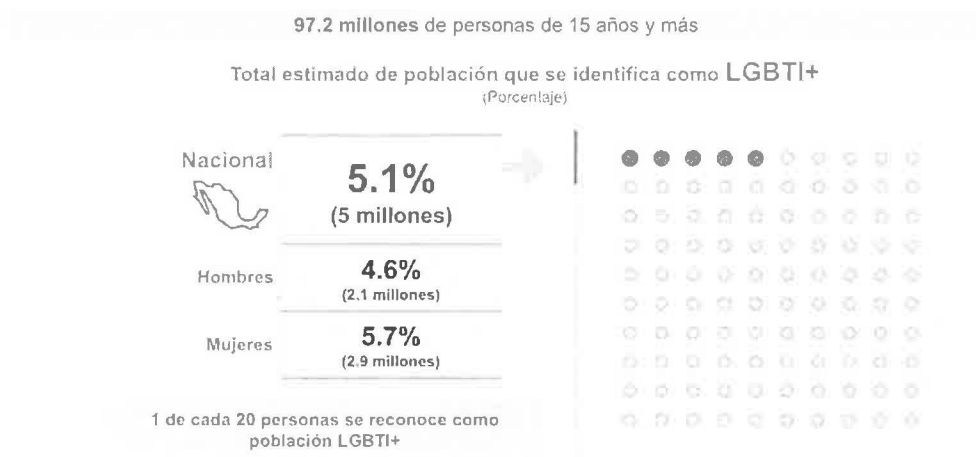 97.2 millones de personas de 15 años y más
Total estimado de población que se identifica como LGBTI+
(Porcentaje)
Nacional
5.1%
(5 millones)
Hombres
4.6%
(2.1 millones)
Mujeres
5.7%
(2.9 millones)
1 de cada 20 personas se reconoce como
población LGBTI+